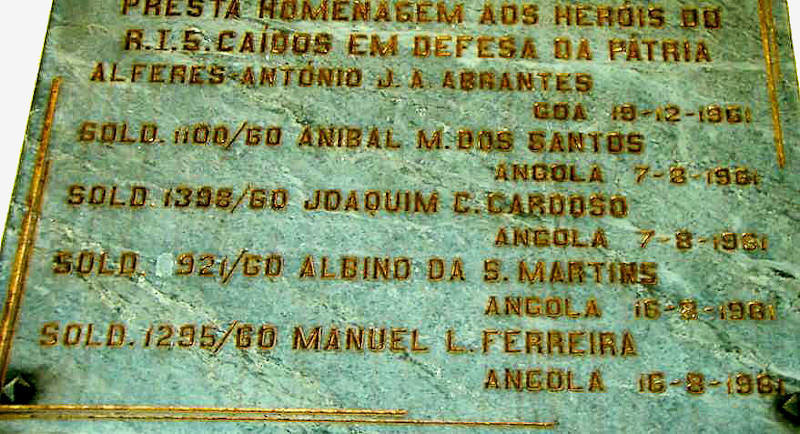 PRESTA HOMENAGEM AOS HERÓIS DO
R.I.5. CAÍDOS EM DEFESA DA PÁTRIA
ALFERES-ANTÓNIO J. A. ABRANTES
GOA 19-12-1961
SOLD. 1100/60 ANIBAL M. DOS SANTOS
ANGOLA 7-8-1961
SOLD. 1398/60 JOAQUIM C. CARDOSO
ANGOLA 7-8-1961
SOLD. 921/60 ALBINO DA S. MARTINS
ANGOLA 16-8-1961
SOLD. 1295/60 MANUEL L. FERREIRA
ANGOLA 16-8-1961